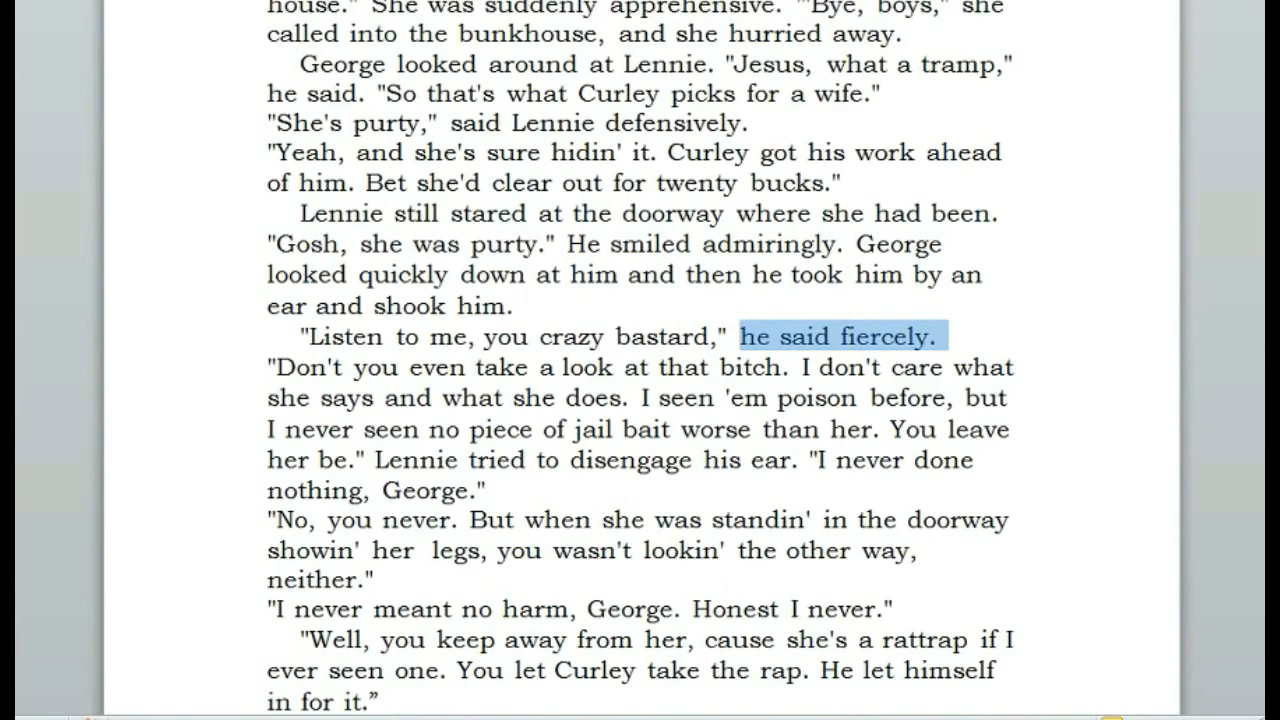 house." She was suddenly apprehensive. "'Bye, boys," she
called into the bunkhouse, and she hurried away.
George looked around at Lennie. "Jesus, what a tramp,"
he said. "So that's what Curley picks for a wife."
"She's purty," said Lennie defensively.
"Yeah, and she's sure hidin' it. Curley got his work ahead
of him. Bet she'd clear out for twenty bucks."
Lennie still stared at the doorway where she had been.
"Gosh, she was purty." He smiled admiringly. George
looked quickly down at him and then he took him by an
ear and shook him.
"Listen to me, you crazy bastard," he said fiercely.
"Don't you even take a look at that bitch. I don't care what
she says and what she does. I seen 'em poison before, but
I never seen no piece of jail bait worse than her. You leave
her be." Lennie tried to disengage his ear. "I never done
nothing, George."
"No, you never. But when she was standin' in the doorway
showin' her legs, you wasn't lookin' the other way,
neither."
"I never meant no harm, George. Honest I never."
"Well, you keep away from her, cause she's a rattrap if I
ever seen one. You let Curley take the rap. He let himself
in for it.”